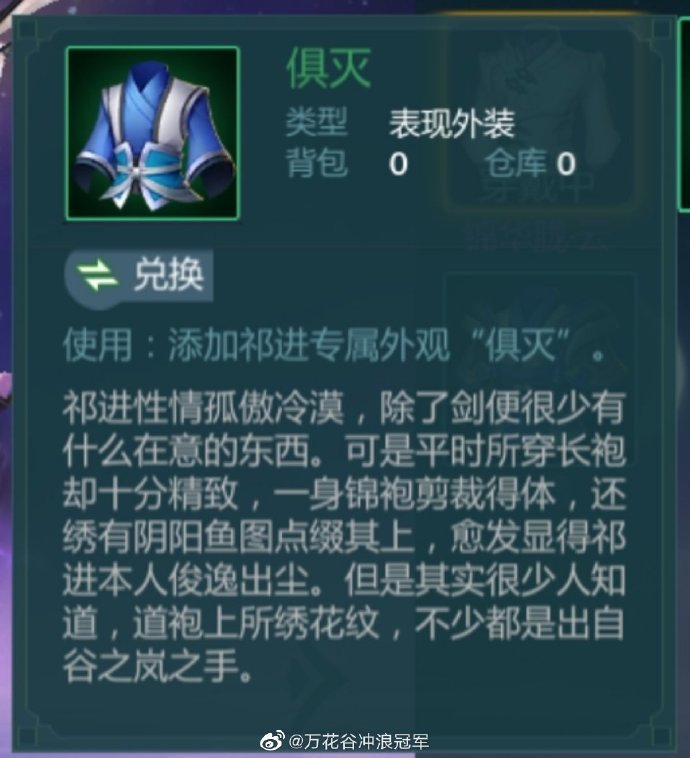 俱灭
类型 表现外装
背包 0 仓库 0
穿戴中
兑换
使用：添加祁进专属外观“俱灭”。
祁进性情孤傲冷漠，除了剑便很少有
什么在意的东西。可是平时所穿长袍
却十分精致，一身锦袍剪裁得体，还
绣有阴阳鱼图点缀其上，愈发显得祁
进本人俊逸出尘。但是其实很少人知
道，道袍上所绣花纹，不少都是出自
谷之岚之手。
@万花谷冲浪冠军